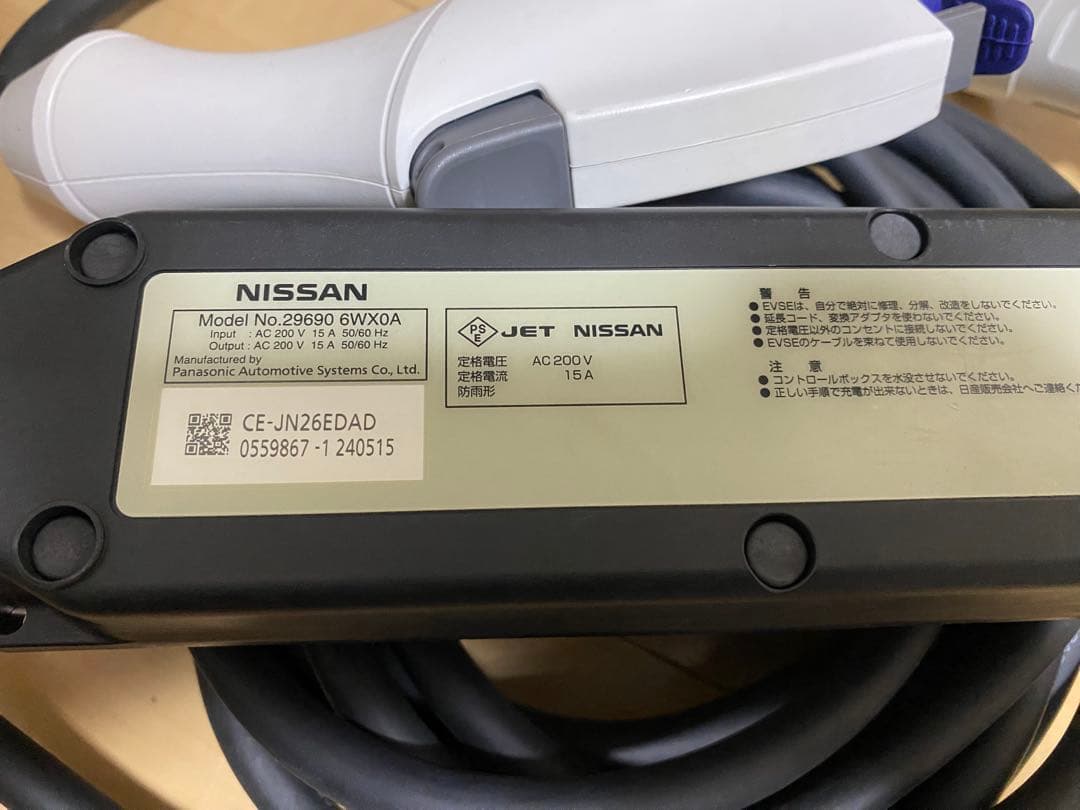 NISSAN
Model No.29690 6WX0A
Input : AC 200 V 15 A 50/60 Hz
Output : AC 200 V 15 A 50/60 Hz
Manufactured by
Panasonic Automotive Systems Co., Ltd.
CE-JN26EDAD
0559867 -1 240515
PS
E
JET NISSAN
定格電圧 AC200V
定格電流 15A
防雨形
警告
●EVSEは、自分で絶対に修理、分解、改造をしないでください。
●延長コード、変換アダプタを使わないでください。
●定格電圧以外のコンセントに接続しないでください。
●EVSEのケーブルを束ねて使用しないでください。
注意
●コントロールボックスを水没させないでください。
●正しい手順で充電が出来ないときは、日産販売会社へご連絡くだ